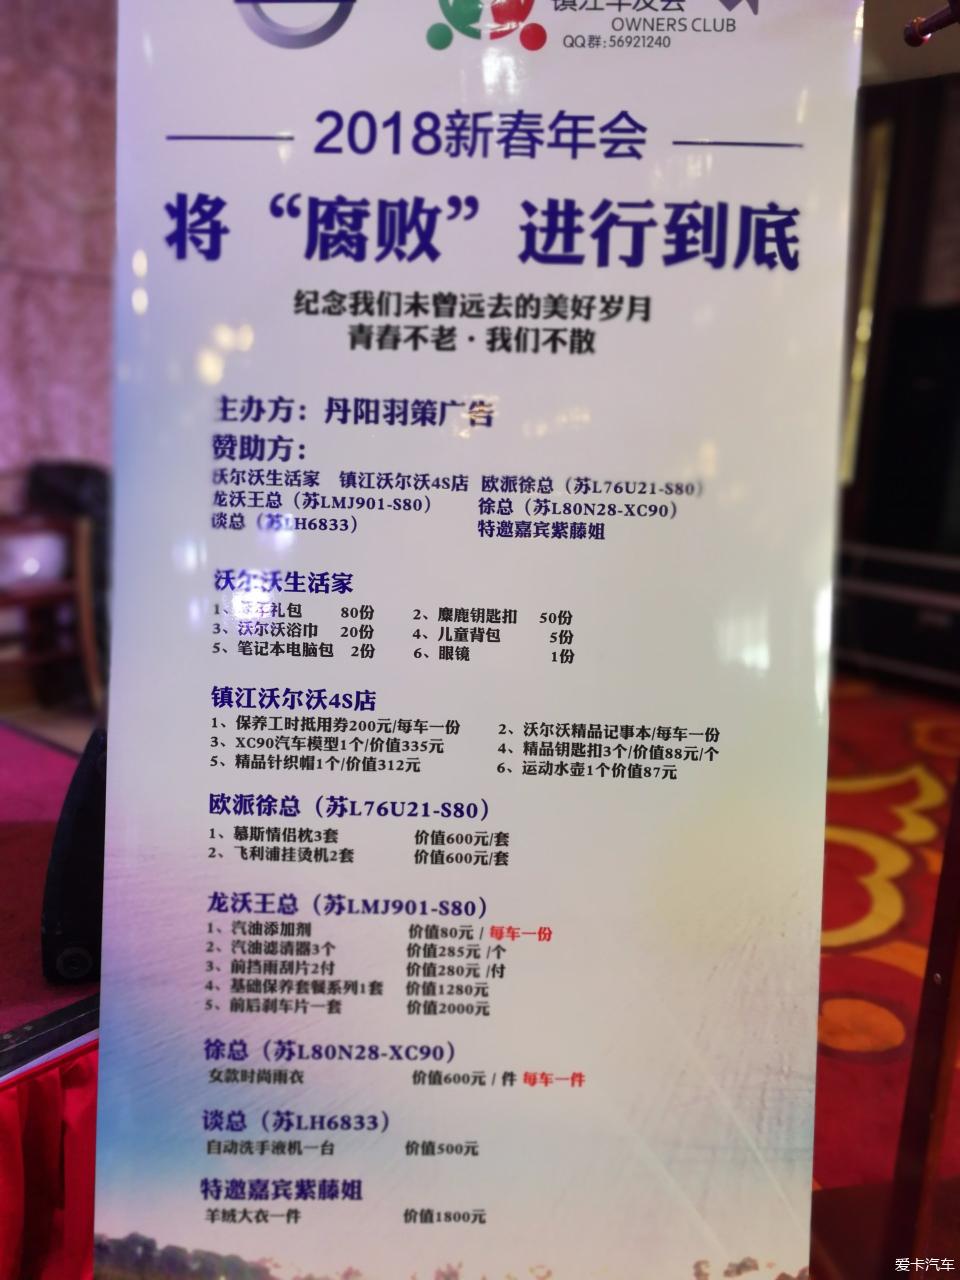 镇江车友会
OWNERS CLUB
QQ群:56921240
2018新春年会
将“腐败”进行到底
纪念我们未曾远去的美好岁月
青春不老·我们不散
主办方：丹阳羽策广告
赞助方：
沃尔沃生活家 镇江沃尔沃4S店 欧派徐总（苏L76U21-S80）
龙沃王总（苏LMJ901-S80） 徐总（苏L80N28-XC90）
谈总（苏LH6833） 特邀嘉宾紫藤姐
沃尔沃生活家
1、礼包 80份 2、麋鹿钥匙扣 50份
3、沃尔沃浴巾 20份 4、儿童背包 5份
5、笔记本电脑包 2份 6、眼镜 1份
镇江沃尔沃4S店
1、保养工时抵用券200元/每车一份 2、沃尔沃精品记事本/每车一份
3、XC90汽车模型1个/价值335元 4、精品钥匙扣3个/价值88元/个
5、精品针织帽1个/价值312元 6、运动水壶1个价值87元
欧派徐总（苏L76U21-S80）
1、慕斯情侣枕3套 价值600元/套
2、飞利浦挂烫机2套 价值600元/套
龙沃王总（苏LMJ901-S80）
1、汽油添加剂 价值80元 / 每车一份
2、汽油滤清器3个 价值285元 /个
3、前挡雨刮片2付 价值280元 /付
4、基础保养套餐系列1套 价值1280元
5、前后刹车片一套 价值2000元
徐总（苏L80N28-XC90）
女款时尚雨衣 价值600元 / 件 每车一件
谈总（苏LH6833）
自动洗手液机一台 价值500元
特邀嘉宾紫藤姐
羊绒大衣一件 价值1800元
爱卡汽车